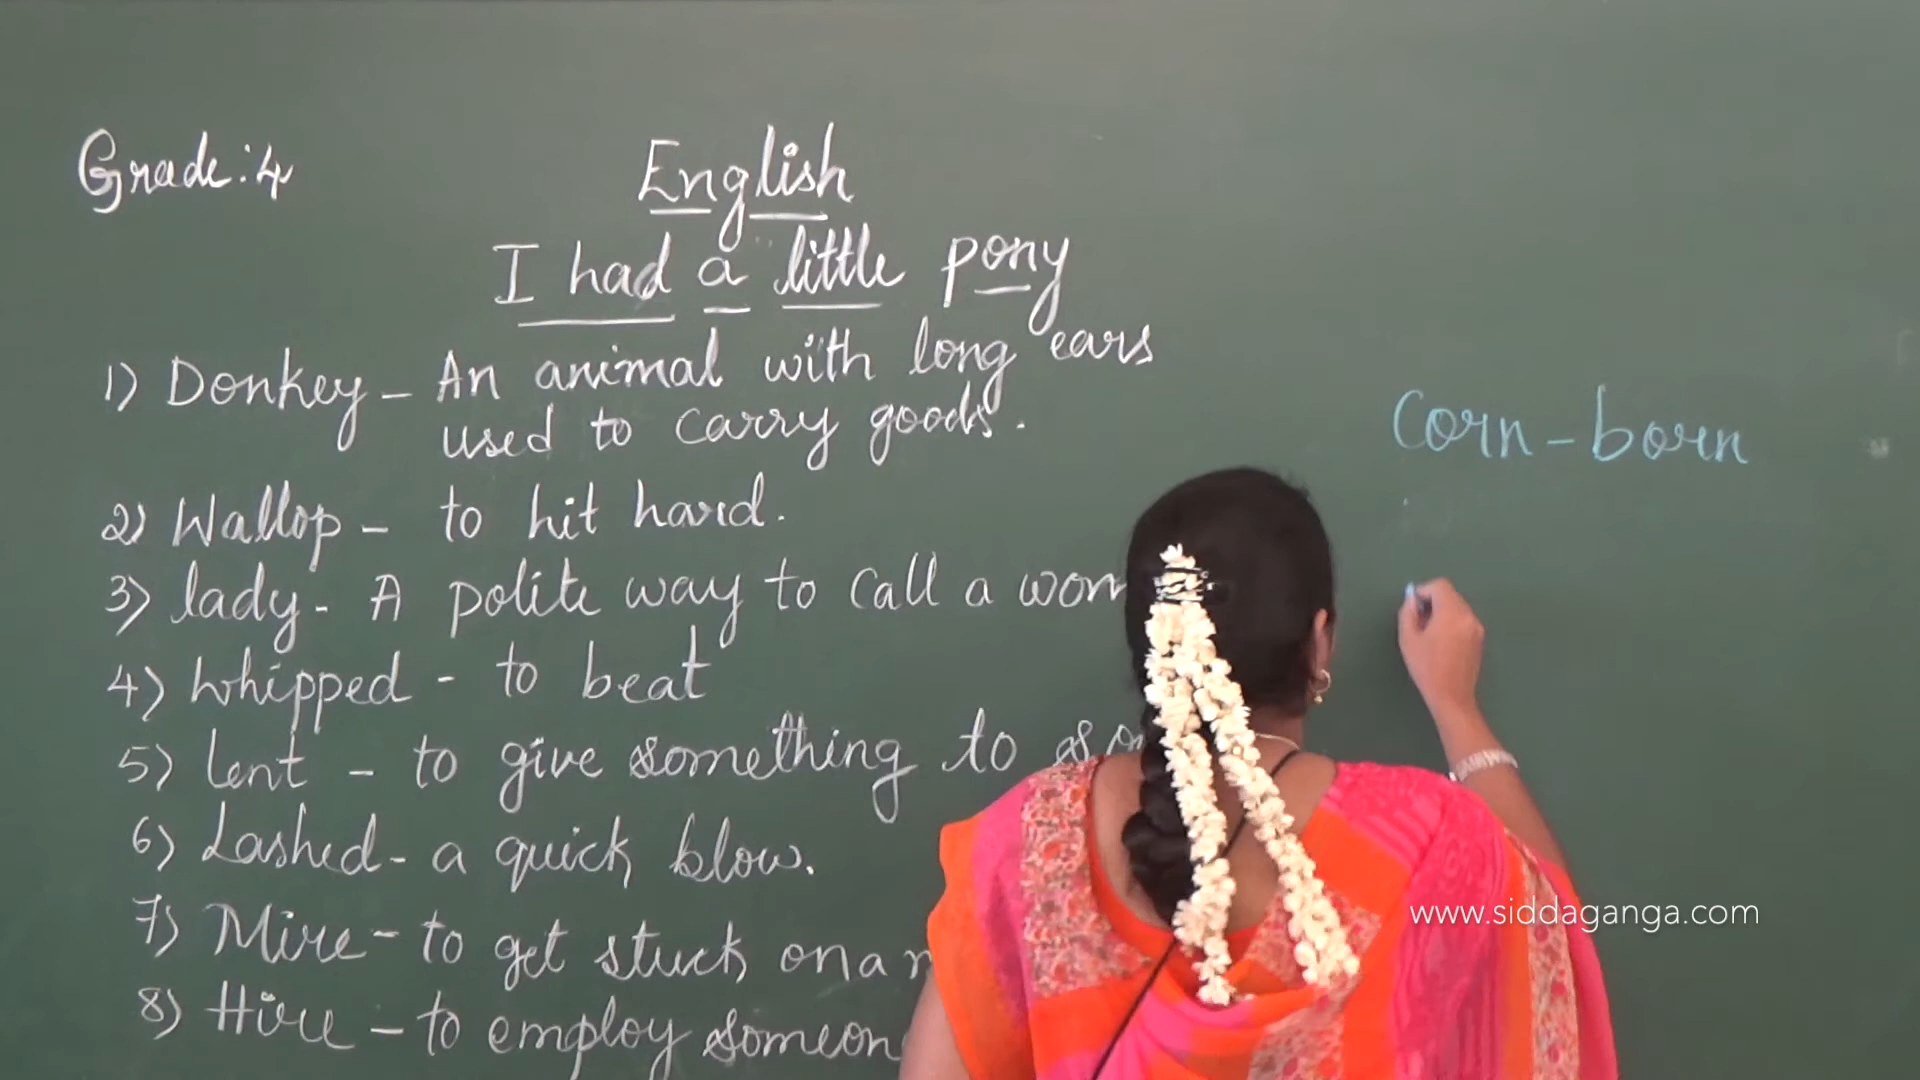 Grade: 4
English
I had a little pony
1) Donkey - An animal with long ears
used to carry goods.
2) Wallop - to hit hard.
3) lady - A polite way to call a
4) Whipped - to beat
5) lent - to give something to
6) Lashed - a quick blow.
7) Mire - to get stuck on a
8) Hire - to employ
Corn - born
www.siddaganga.com